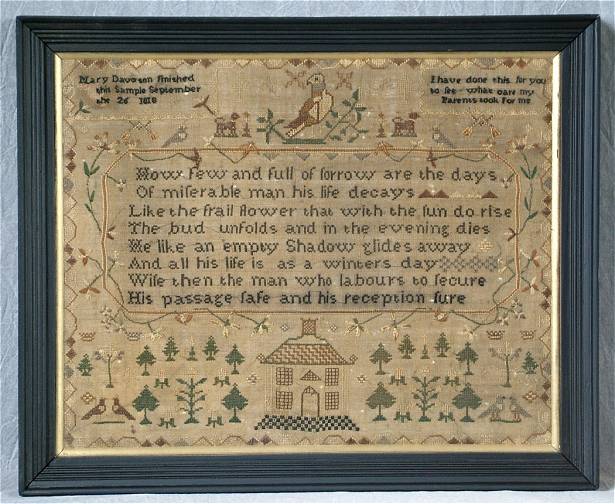 Mary Dawson finished
this Sample September
the 26 1818
I have done this for you
to see what care my
Parents took for me
How few and full of ſorrow are the days
Of miſerable man his life decays
Like the frail flower that with the ſun do rise
The bud unfolds and in the evening dies
He like an empty Shadow glides away
And all his life is as a winters day
Wiſe then the man who labours to ſecure
His passage ſafe and his reception ſure